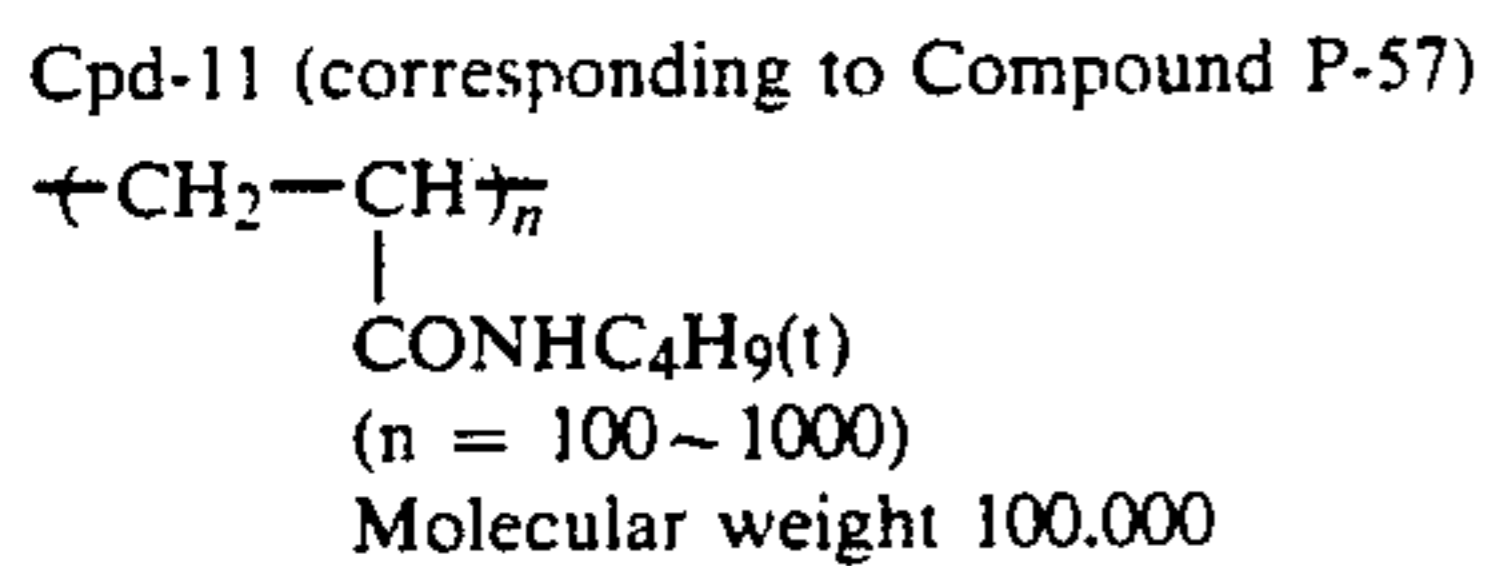 Cpd-11 (corresponding to Compound P-57)
-(CH₂—CH)-ₙ
|
CONHC₄H₉(t)
(n = 100~1000)
Molecular weight 100.000